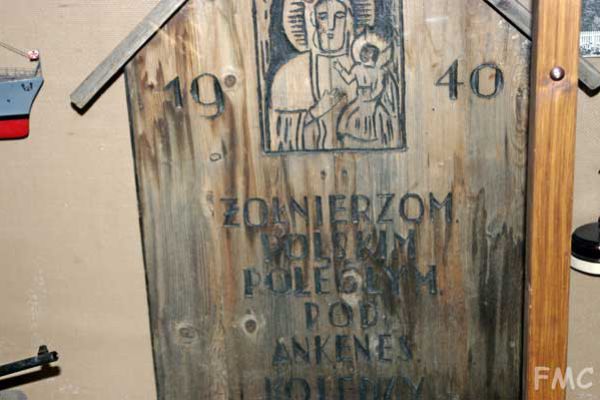 19 40
ŻOŁNIERZOM
POLSKIM
POLEGŁYM
POD
ANKENES
KOLEDZY
FMC